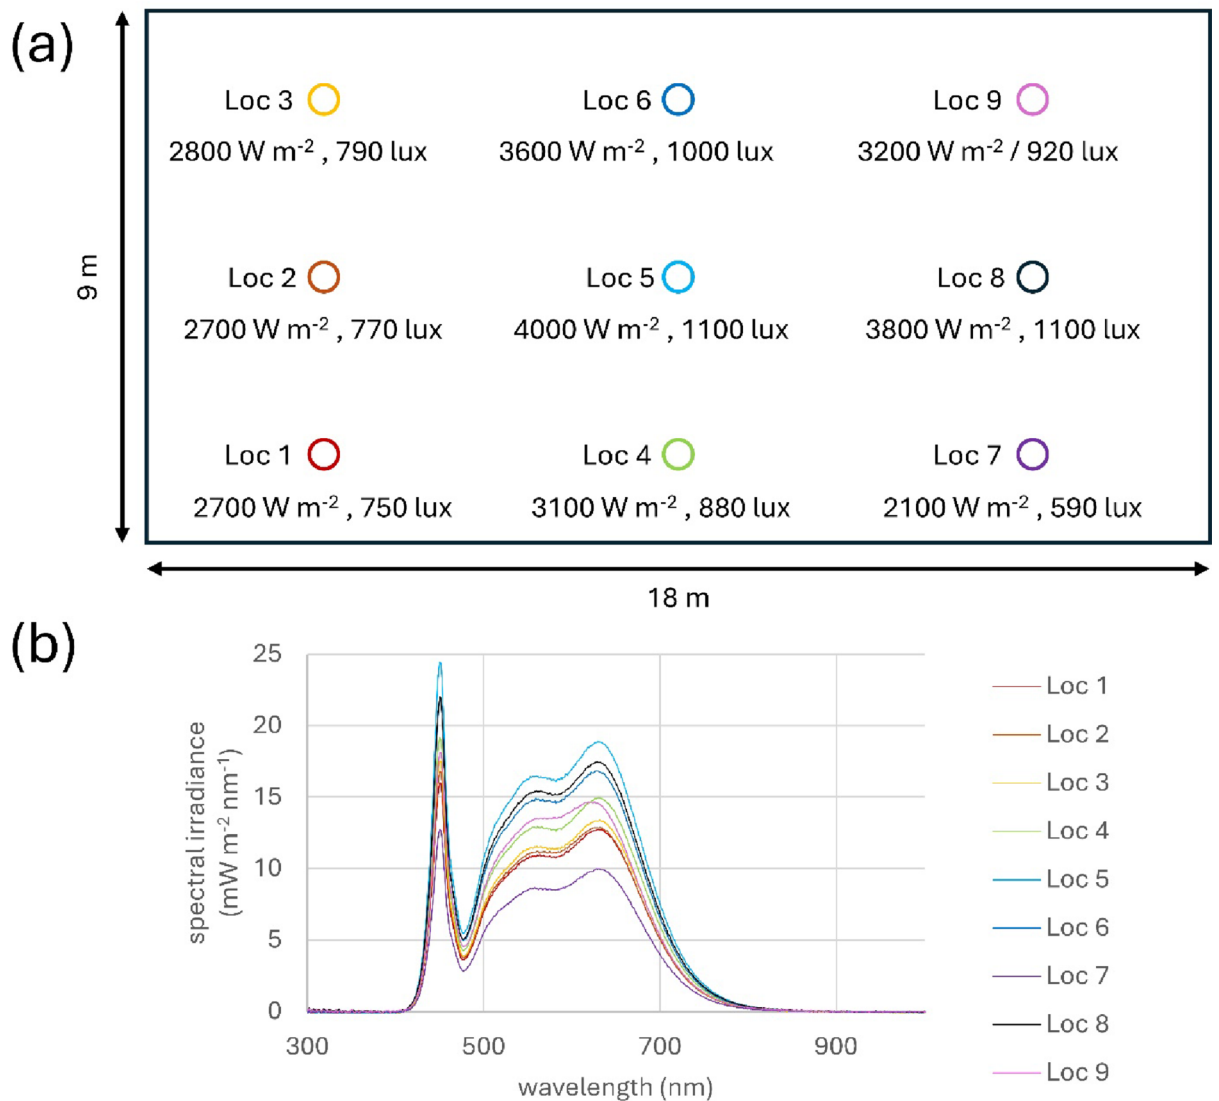 (a)
Loc 3
Loc 6
Loc 9
2800 W m⁻² , 790 lux
3600 W m⁻² , 1000 lux
3200 W m⁻² / 920 lux
9 m
Loc 2
Loc 5
Loc 8
2700 W m⁻² , 770 lux
4000 W m⁻² , 1100 lux
3800 W m⁻² , 1100 lux
Loc 1
Loc 4
Loc 7
2700 W m⁻² , 750 lux
3100 W m⁻² , 880 lux
2100 W m⁻² , 590 lux
18 m
(b)
spectral irradiance
(mW m⁻² nm⁻¹)
25
20
15
10
5
0
300
500
700
900
wavelength (nm)
Loc 1
Loc 2
Loc 3
Loc 4
Loc 5
Loc 6
Loc 7
Loc 8
Loc 9